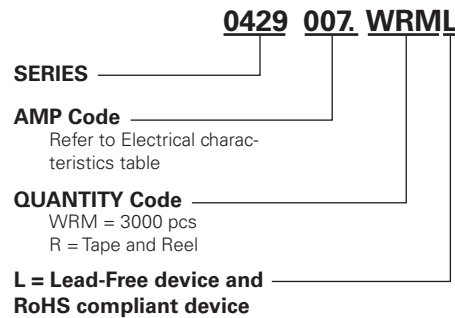 0429 007. WRML
SERIES
AMP Code
Refer to Electrical charac-
teristics table
QUANTITY Code
WRM = 3000 pcs
R = Tape and Reel
L = Lead-Free device and
RoHS compliant device